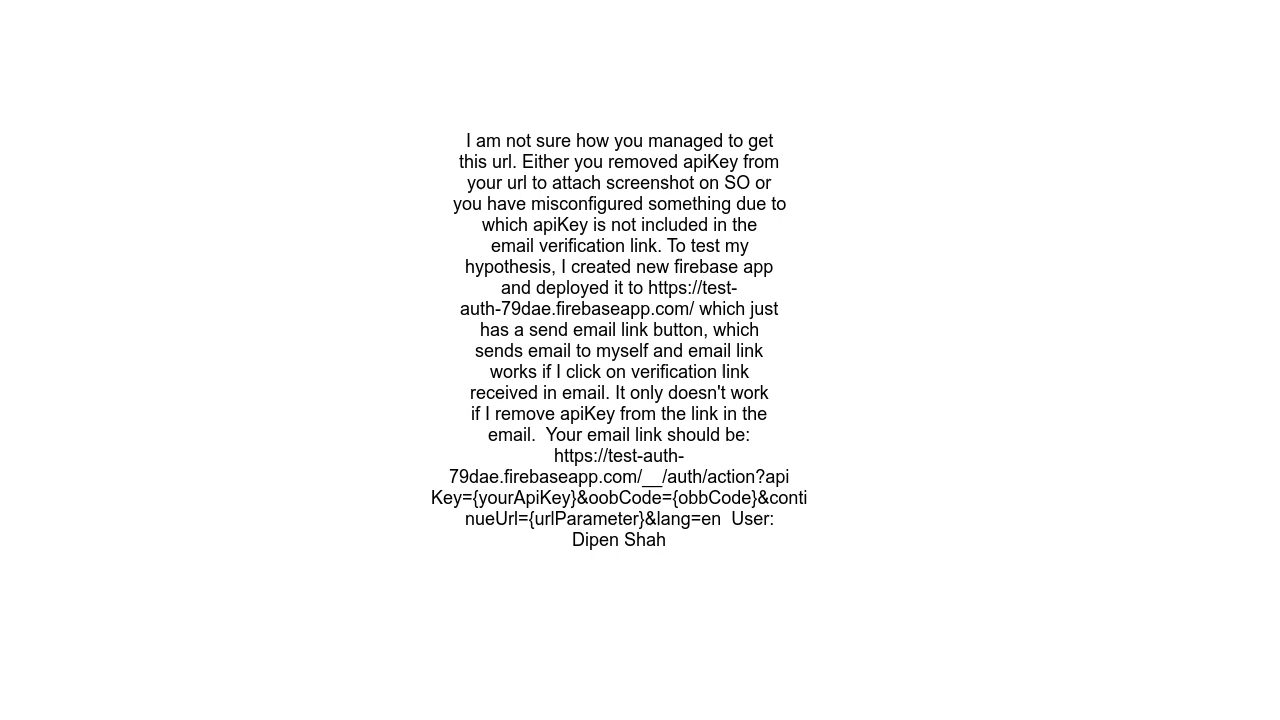 I am not sure how you managed to get
this url. Either you removed apiKey from
your url to attach screenshot on SO or
you have misconfigured something due to
which apiKey is not included in the
email verification link. To test my
hypothesis, I created new firebase app
and deployed it to https://test-
auth-79dae.firebaseapp.com/ which just
has a send email link button, which
sends email to myself and email link
works if I click on verification link
received in email. It only doesn't work
if I remove apiKey from the link in the
email.  Your email link should be:
https://test-auth-
79dae.firebaseapp.com/__/auth/action?api
Key={yourApiKey}&oobCode={obbCode}&conti
nueUrl={urlParameter}&lang=en  User:
Dipen Shah